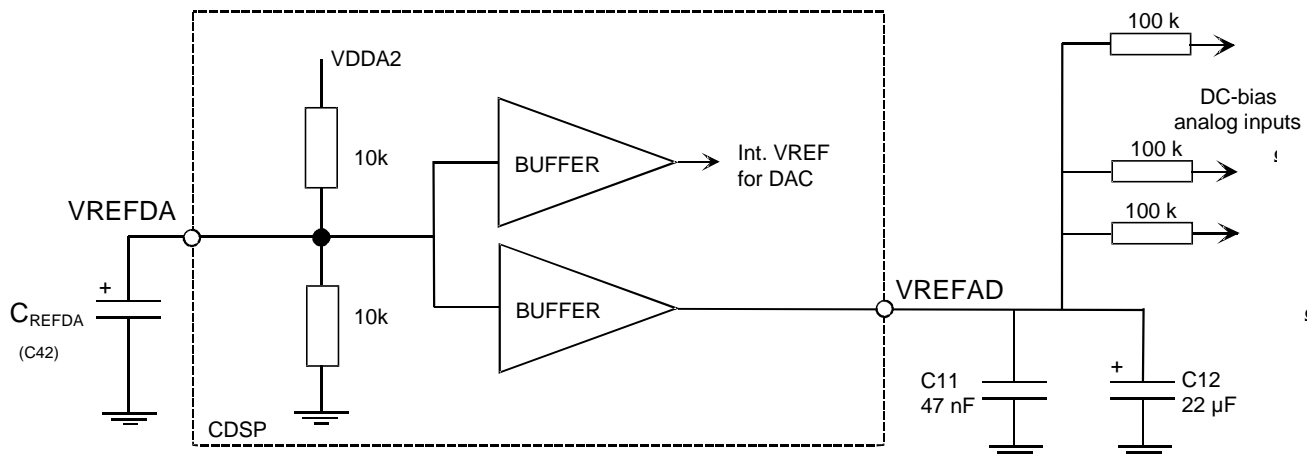 VDDA2
10k
BUFFER
Int. VREF
for DAC
VREFDA
+
CREFDA
(C42)
10k
BUFFER
VREFAD
CDSP
100 k
DC-bias
analog inputs
100 k
100 k
C11
47 nF
+
C12
22 µF